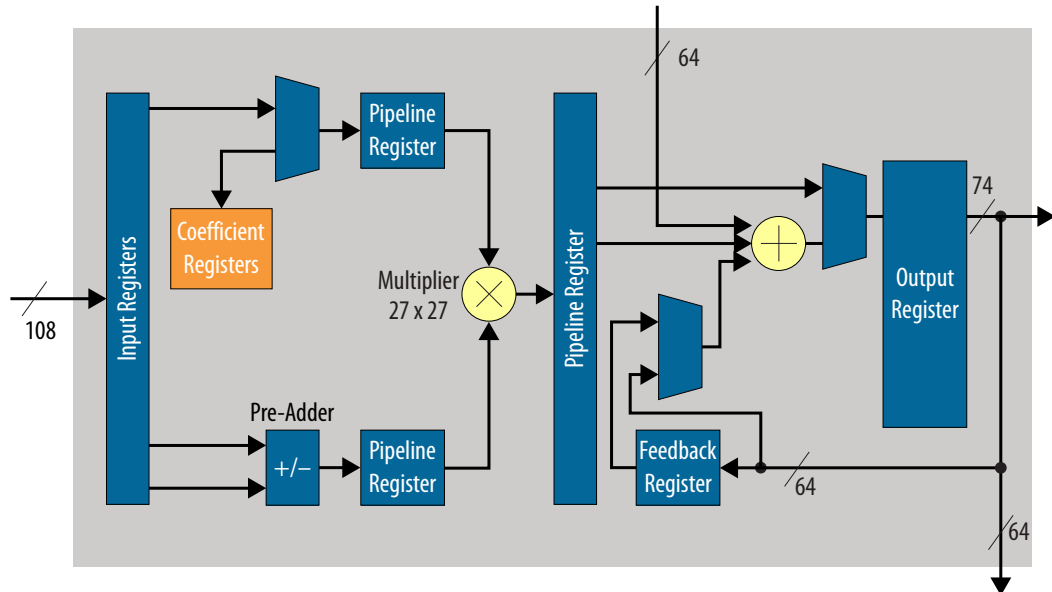 64
Pipeline
Register
Coefficient
Registers
Input Registers
108
Multiplier
27 x 27
Pipeline Register
74
Output
Register
Pre-Adder
+/−
Pipeline
Register
Feedback
Register
64
64